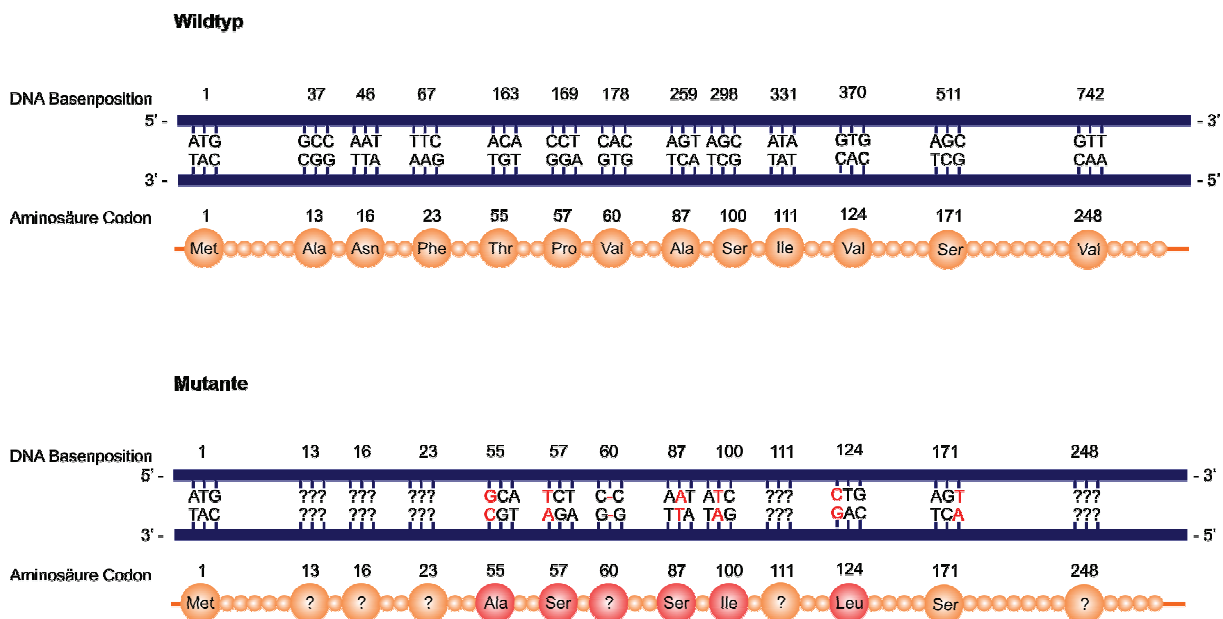 Wildtyp
DNA Basenposition 1 37 46 67 163 169 178 259 298 331 370 511 742
5' - - 3'
ATG GCC AAT TTC ACA CCT CAC AGT AGC ATA GTG AGC GTT
TAC CGG TTA AAG TGT GGA GTG TCA TCG TAT CAC TCG CAA
3' - - 5'
Aminosäure Codon 1 13 16 23 55 57 60 87 100 111 124 171 248
Met Ala Asn Phe Thr Pro Val Ala Ser Ile Val Ser Val
Mutante
DNA Basenposition 1 13 16 23 55 57 60 87 100 111 124 171 248
5' - - 3'
ATG ??? ??? ??? GCA TCT C-C AAT ATC ??? CTG AGT ???
TAC ??? ??? ??? CGT AGA G-G TTA TAG ??? GAC TCA ???
3' - - 5'
Aminosäure Codon 1 13 16 23 55 57 60 87 100 111 124 171 248
Met ? ? ? Ala Ser ? Ser Ile ? Leu Ser ?